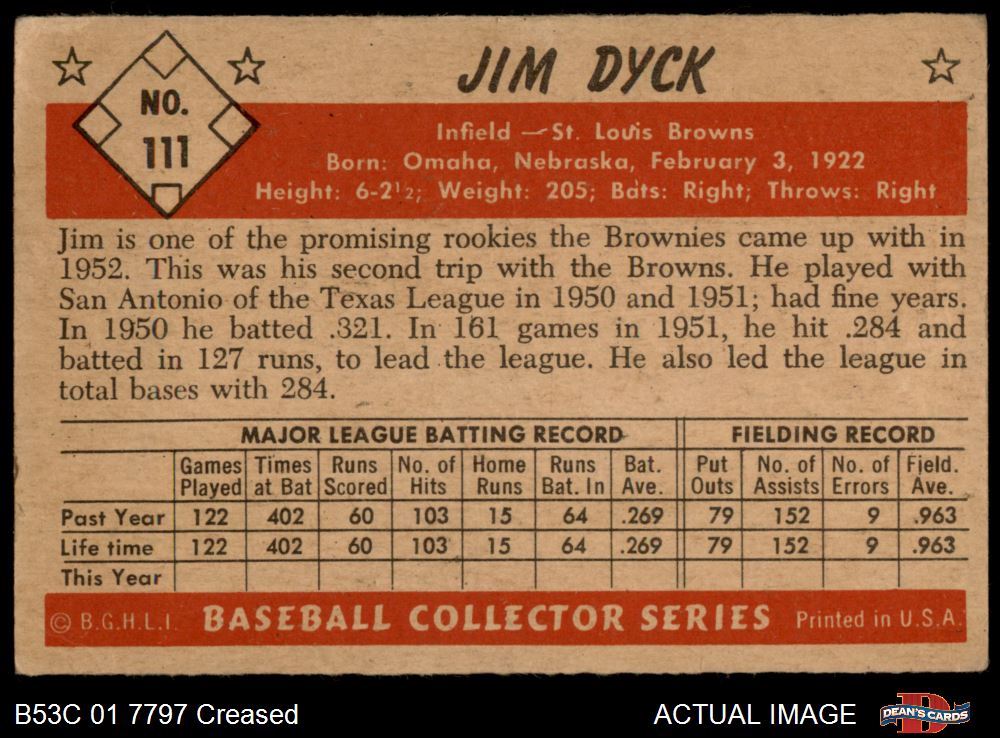 JIM DYCK
NO.
111
Infield — St. Louis Browns
Born: Omaha, Nebraska, February 3, 1922
Height: 6-2½; Weight: 205; Bats: Right; Throws: Right
Jim is one of the promising rookies the Brownies came up with in
1952. This was his second trip with the Browns. He played with
San Antonio of the Texas League in 1950 and 1951; had fine years.
In 1950 he batted .321. In 161 games in 1951, he hit .284 and
batted in 127 runs, to lead the league. He also led the league in
total bases with 284.
MAJOR LEAGUE BATTING RECORD FIELDING RECORD
Games Times Runs No. of Home Runs Bat. Put No. of No. of Field.
Played at Bat Scored Hits Runs Bat. In Ave. Outs Assists Errors Ave.
Past Year 122 402 60 103 15 64 .269 79 152 9 .963
Life time 122 402 60 103 15 64 .269 79 152 9 .963
This Year
© B.G.H.L.I. BASEBALL COLLECTOR SERIES Printed in U.S.A.
B53C 01 7797 Creased ACTUAL IMAGE DEAN'S CARDS